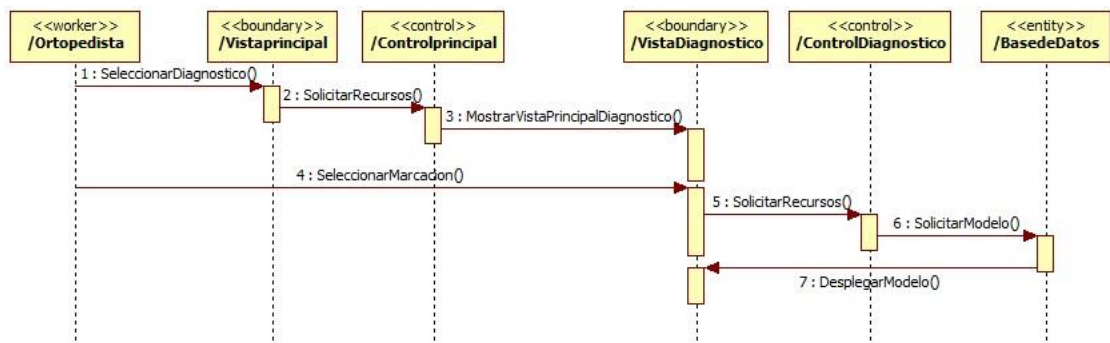 <<worker>>
/Ortopedista
<<boundary>>
/Vistaprincipal
<<control>>
/Controlprincipal
<<boundary>>
/VistaDiagnostico
<<control>>
/ControlDiagnostico
<<entity>>
/BasedeDatos
1 : SeleccionarDiagnostico()
2 : SolicitarRecursos()
3 : MostrarVistaPrincipalDiagnostico()
4 : SeleccionarMarcadon()
5 : SolicitarRecursos()
6 : SolicitarModelo()
7 : DesplegarModelo()